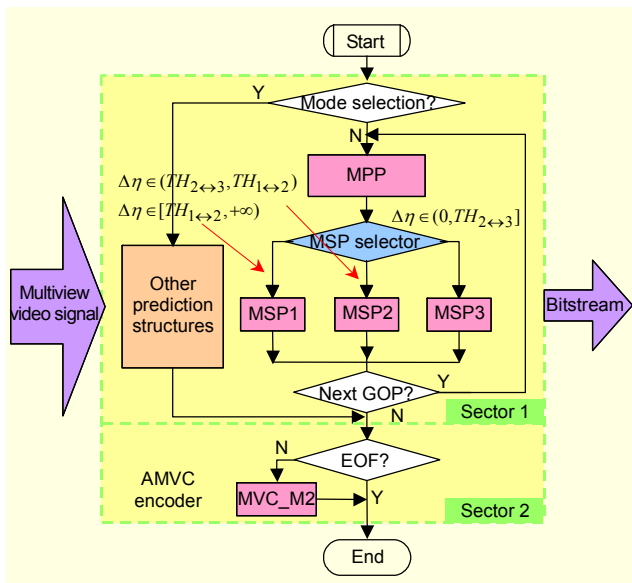 Start
Y
Mode selection?
N
MPP
Δη∈(TH₂↔₃,TH₁↔₂)
Δη∈[TH₁↔₂,+∞)
Δη∈(0,TH₂↔₃]
MSP selector
Multiview
video signal
Other
prediction
structures
MSP1
MSP2
MSP3
Bitstream
Next GOP?
Y
N
Sector 1
N
EOF?
AMVC
encoder
MVC_M2
Y
Sector 2
End